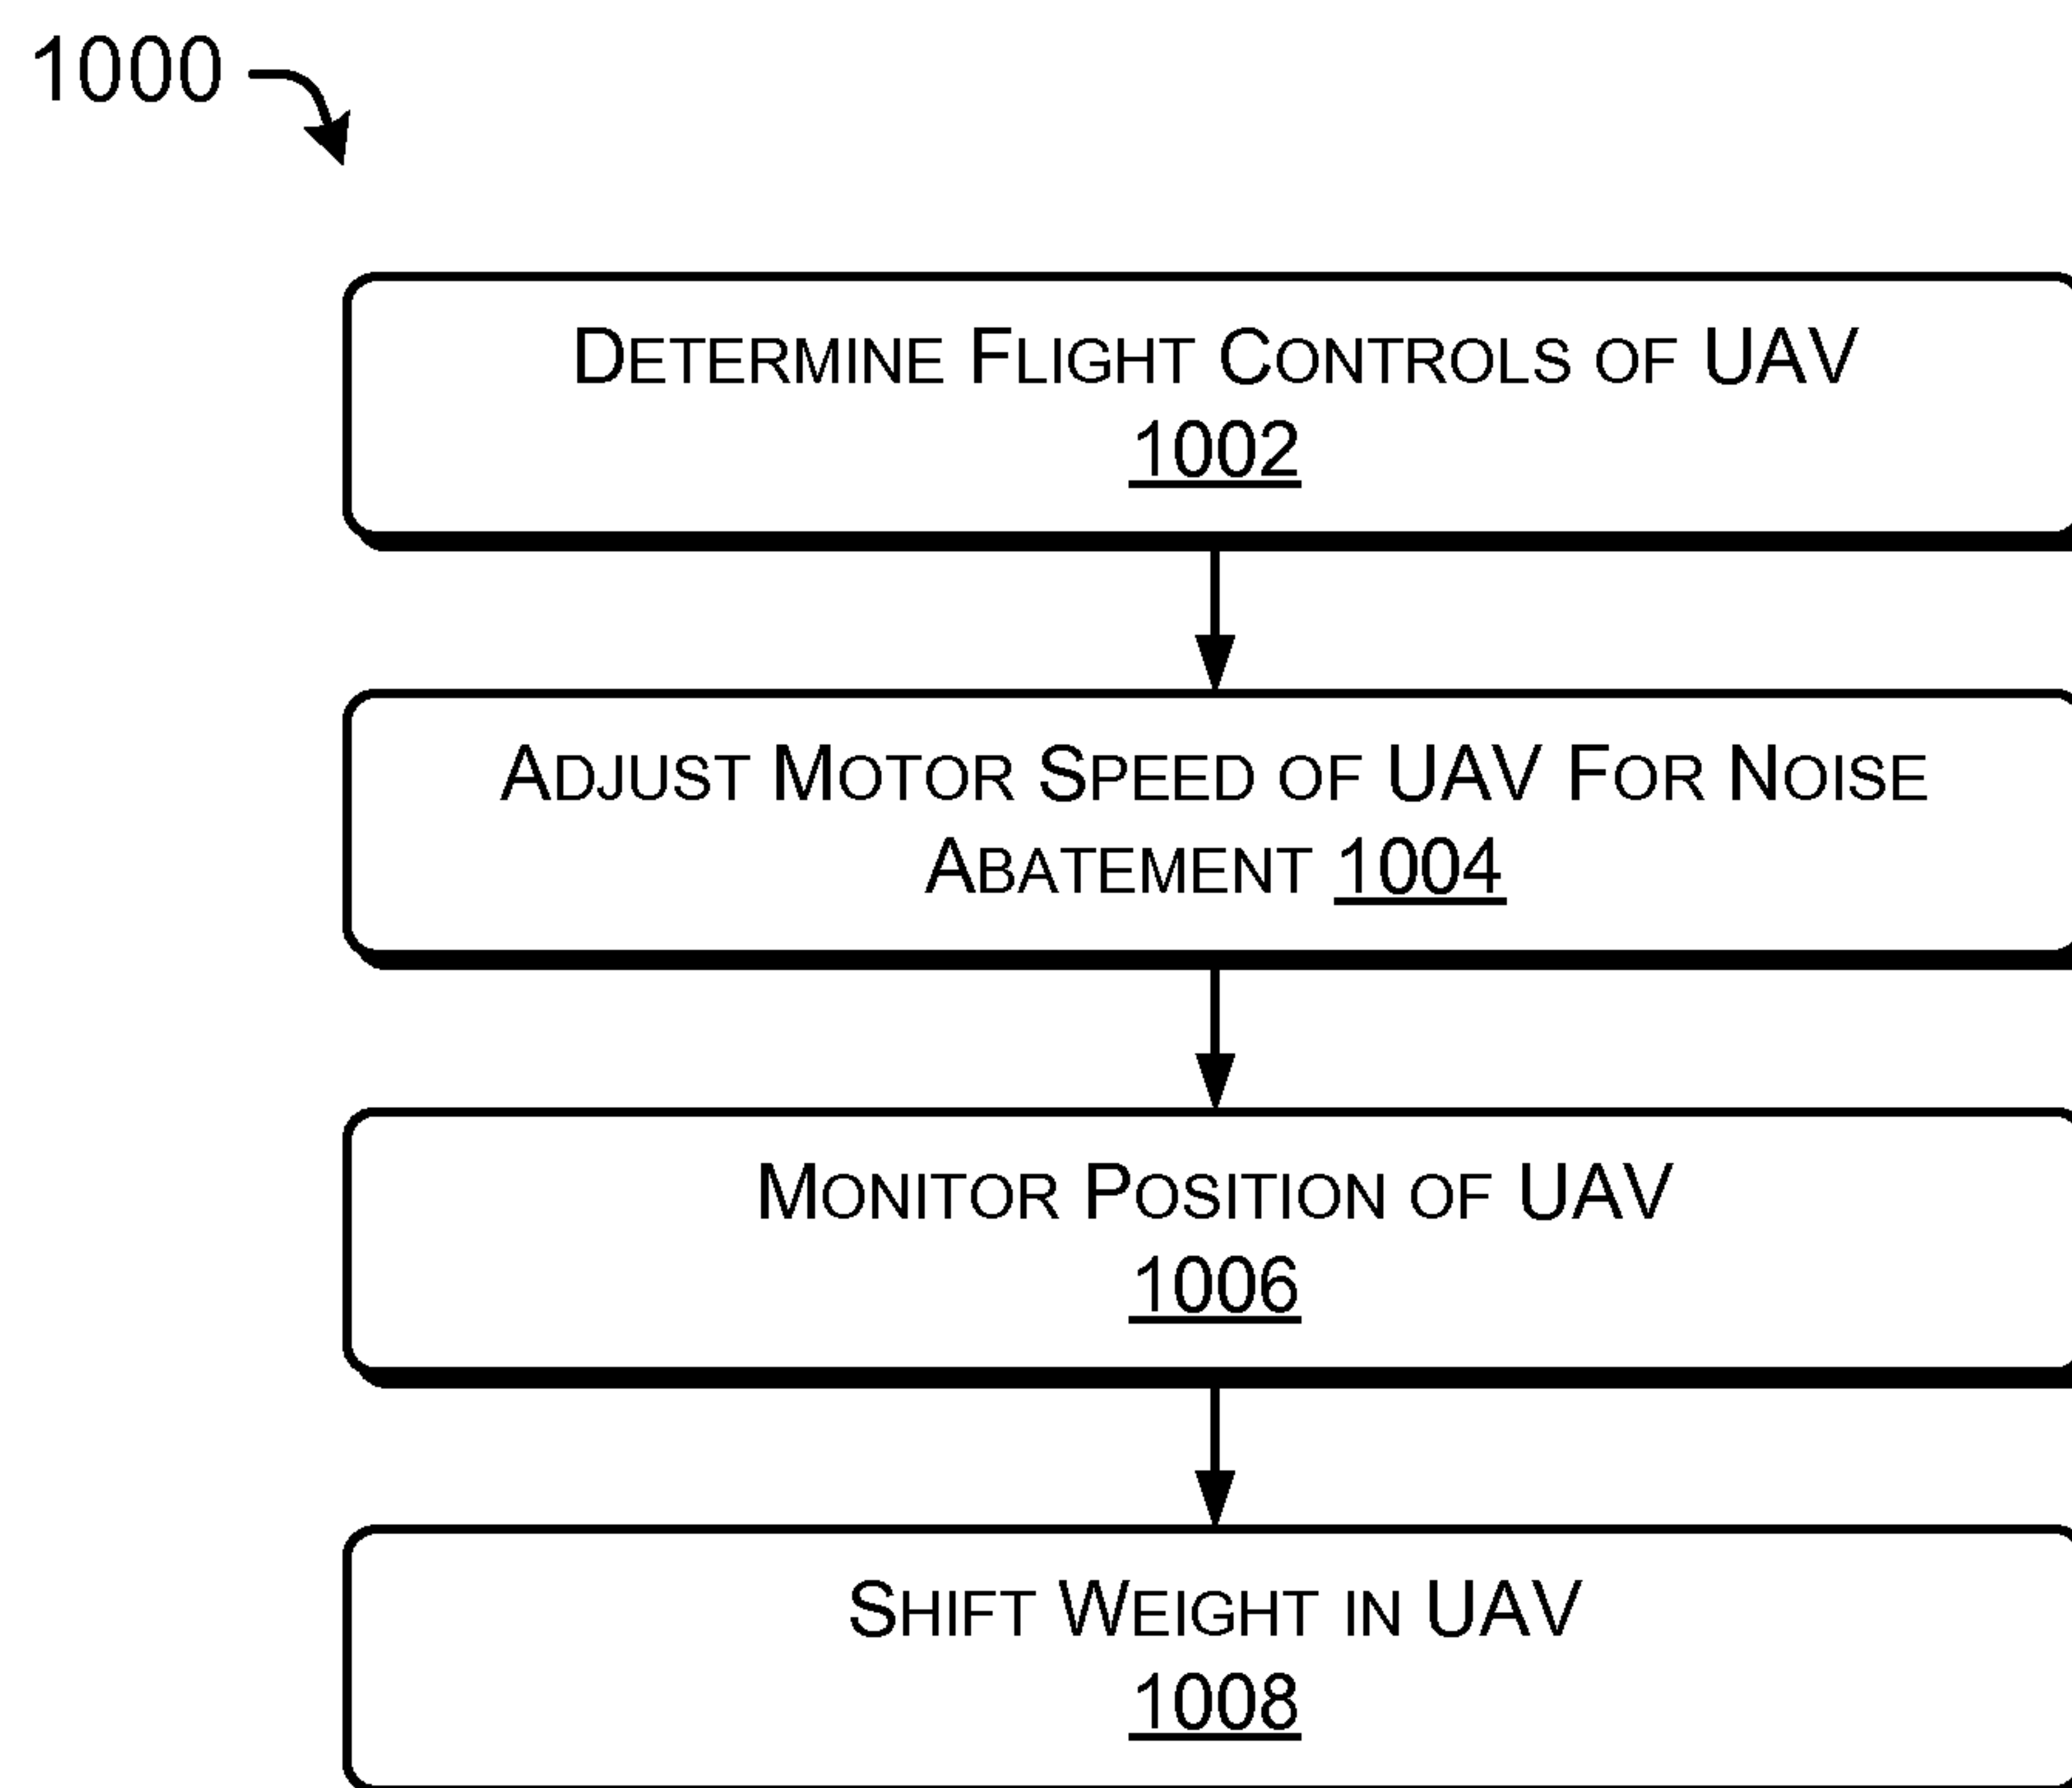 1000
DETERMINE FLIGHT CONTROLS OF UAV
1002
ADJUST MOTOR SPEED OF UAV FOR NOISE
ABATEMENT 1004
MONITOR POSITION OF UAV
1006
SHIFT WEIGHT IN UAV
1008